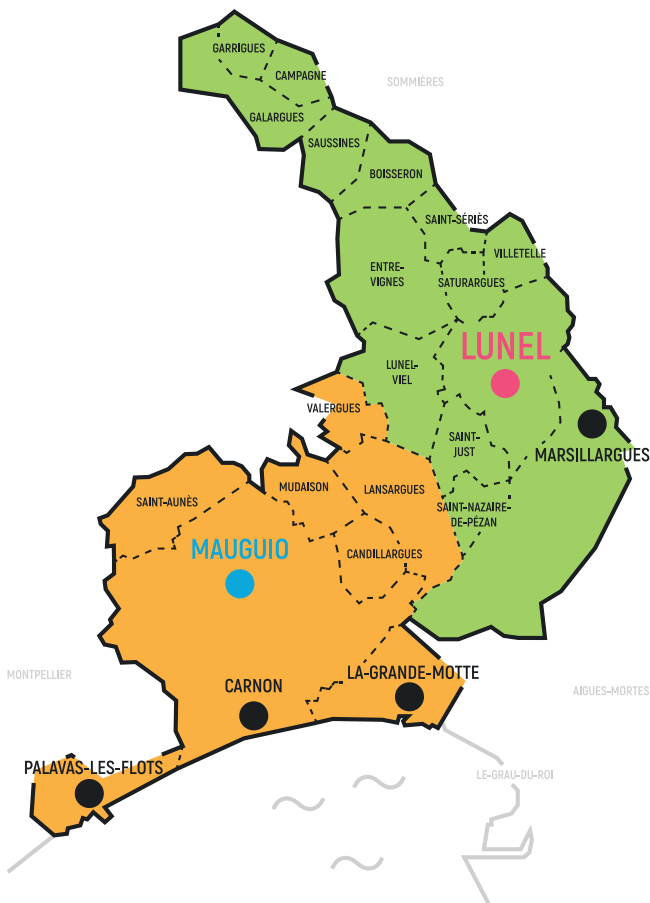 GARRIGUES
CAMPAGNE
SOMMIÈRES
GALARGUES
SAUSSINES
BOISSERON
SAINT-SÉRIÈS
VILLETELLE
ENTRE-
VIGNES
SATURARGUES
LUNEL
LUNEL-
VIEL
VALERGUES
SAINT-
JUST
MARSILLARGUES
MUDAISON
LANSARGUES
SAINT-AUNÈS
SAINT-NAZAIRE-
DE-PÉZAN
MAUGUIO
CANDILLARGUES
MONTPELLIER
LA-GRANDE-MOTTE
CARNON
AIGUES-MORTES
PALAVAS-LES-FLOTS
LE-GRAU-DU-ROI